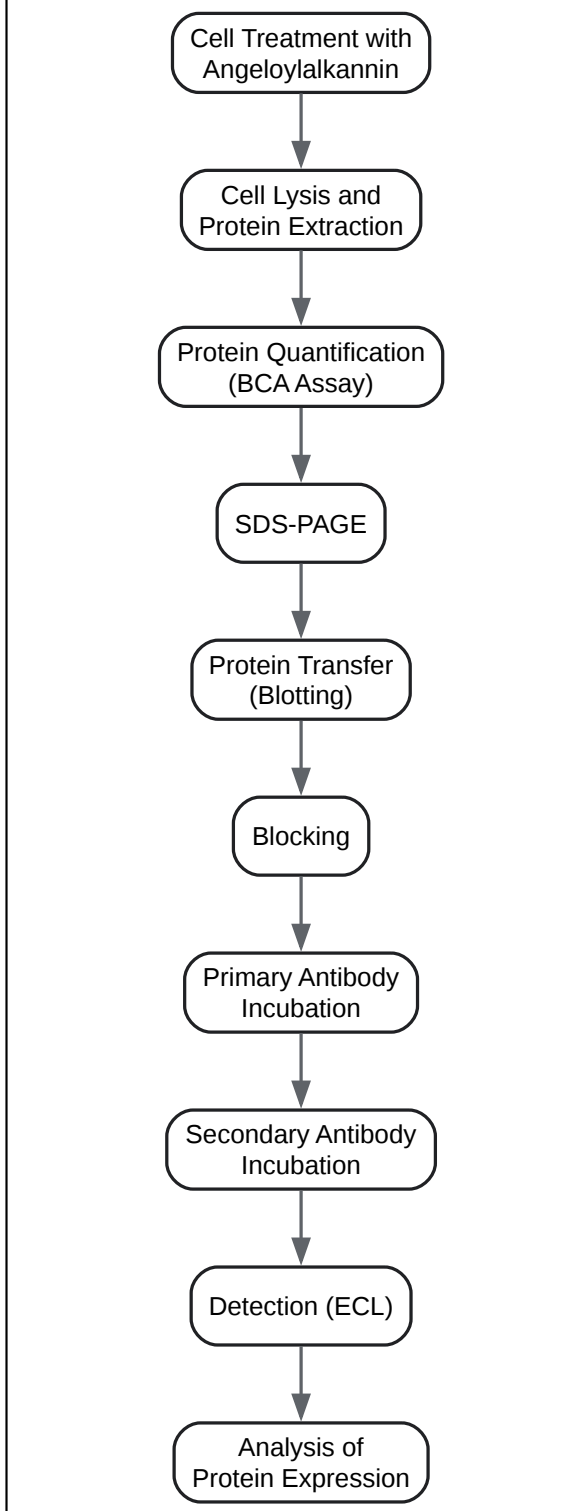 Cell Treatment with
Angeloylalkannin
Cell Lysis and
Protein Extraction
Protein Quantification
(BCA Assay)
SDS-PAGE
Protein Transfer
(Blotting)
Blocking
Primary Antibody
Incubation
Secondary Antibody
Incubation
Detection (ECL)
Analysis of
Protein Expression